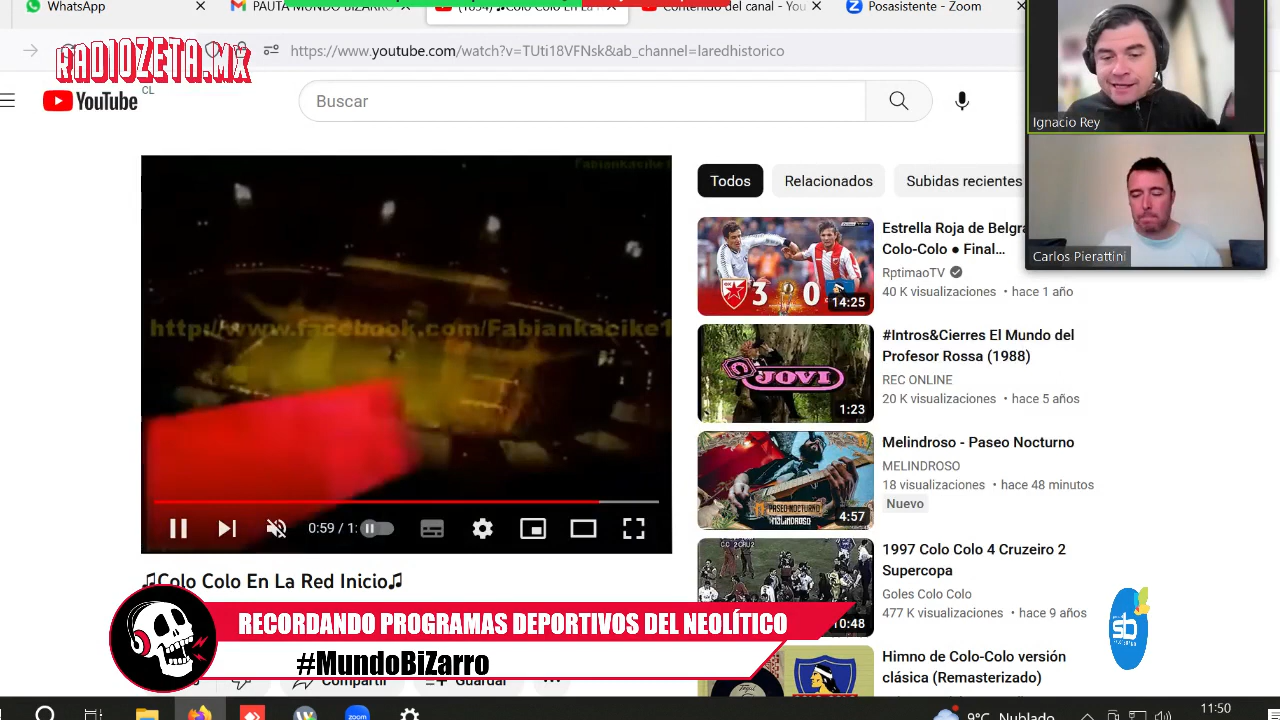 WhatsApp
PAUTA MUNDO BIZARRO
Contenido del canal - You
Posasistente - Zoom
https://www.youtube.com/watch?v=TUti18VFNsk&ab_channel=laredhistorico
RADIOZETA.MX
YouTube
CL
Buscar
Ignacio Rey
Carlos Pierattini
http://www.facebook.com/Fabiankacike1
0:59 / 1:
♫Colo Colo En La Red Inicio♫
Todos
Relacionados
Subidas recientes
Estrella Roja de Belgra
Colo-Colo ● Final...
RptimaoTV
40 K visualizaciones • hace 1 año
3 0
14:25
#Intros&Cierres El Mundo del
Profesor Rossa (1988)
REC ONLINE
20 K visualizaciones • hace 5 años
JOVI
1:23
Melindroso - Paseo Nocturno
MELINDROSO
18 visualizaciones • hace 48 minutos
Nuevo
PASEO NOCTURNO
MELINDROSO
4:57
1997 Colo Colo 4 Cruzeiro 2
Supercopa
Goles Colo Colo
477 K visualizaciones • hace 9 años
10:48
Himno de Colo-Colo versión
clásica (Remasterizado)
RECORDANDO PROGRAMAS DEPORTIVOS DEL NEOLÍTICO
#MundoBiZarro
sb
Compartir
Guardar
zoom
9°C Nublado
11:50